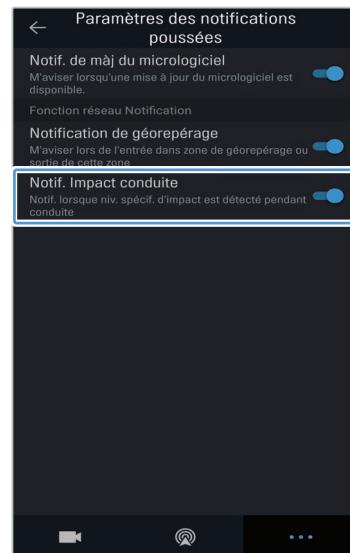 Paramètres des notifications
poussées
Notif. de màj du micrologiciel
M'aviser lorsqu'une mise à jour du micrologiciel est
disponible.
Fonction réseau Notification
Notification de géorepérage
M'aviser lors de l'entrée dans zone de géorepérage ou
sortie de cette zone
Notif. Impact conduite
Notif. lorsque niv. spécif. d'impact est détecté pendant
conduite